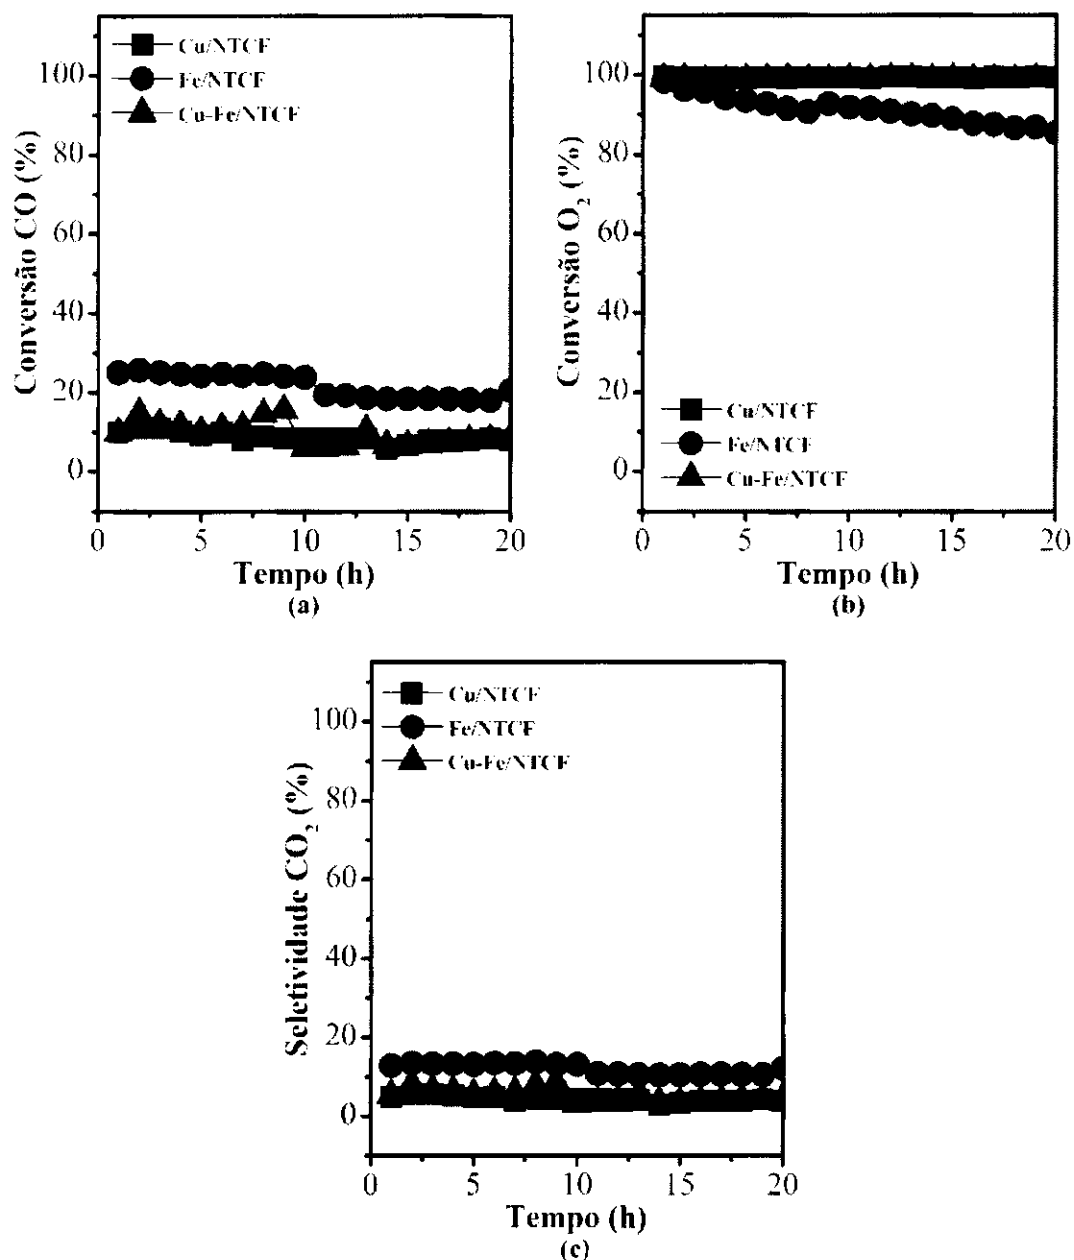 Cu/NTCF
Fe/NTCF
Cu-Fe/NTCF
100
80
60
40
20
0
Conversão CO (%)
0 5 10 15 20
Tempo (h)
(a)
100
80
60
40
20
0
Conversão O₂ (%)
Cu/NTCF
Fe/NTCF
Cu-Fe/NTCF
0 5 10 15 20
Tempo (h)
(b)
Cu/NTCF
Fe/NTCF
Cu-Fe/NTCF
100
80
60
40
20
0
Seletividade CO₂ (%)
0 5 10 15 20
Tempo (h)
(c)